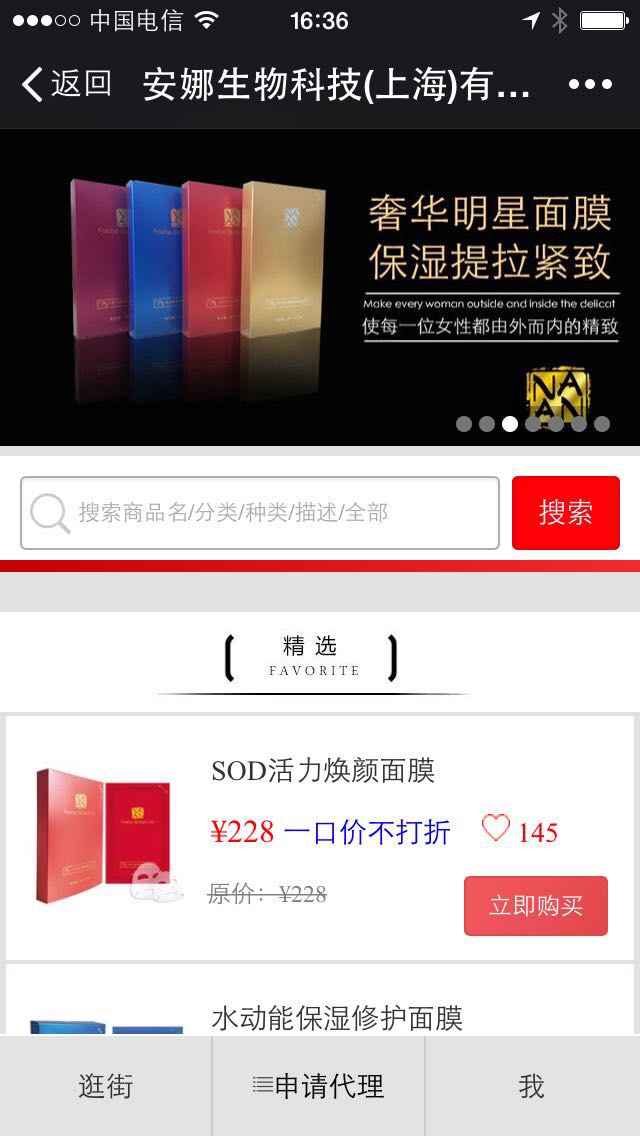 中国电信 16:36
返回 安娜生物科技(上海)有...
奢华明星面膜
保湿提拉紧致
Make every woman outside and inside the delicat
使每一位女性都由外而内的精致
NA
AN
搜索商品名/分类/种类/描述/全部 搜索
精选
FAVORITE
SOD活力焕颜面膜
¥228 一口价不打折 145
原价：¥228
立即购买
水动能保湿修护面膜
逛街 申请代理 我